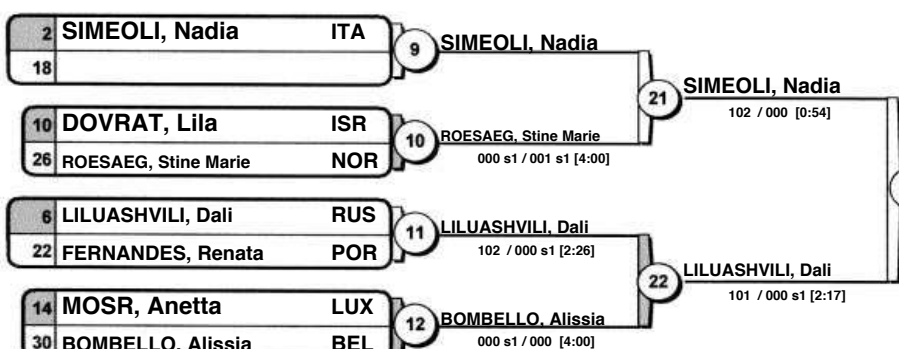 2 SIMEOLI, Nadia ITA
18
9
SIMEOLI, Nadia
10 DOVRAT, Lila ISR
26 ROESAEG, Stine Marie NOR
10
ROESAEG, Stine Marie
000 s1 / 001 s1 [4:00]
21
SIMEOLI, Nadia
102 / 000 [0:54]
6 LILUASHVILI, Dali RUS
22 FERNANDES, Renata POR
11
LILUASHVILI, Dali
102 / 000 s1 [2:26]
14 MOSR, Anetta LUX
30 BOMBELLO, Alissia BEL
12
BOMBELLO, Alissia
000 s1 / 000 [4:00]
22
LILUASHVILI, Dali
101 / 000 s1 [2:17]